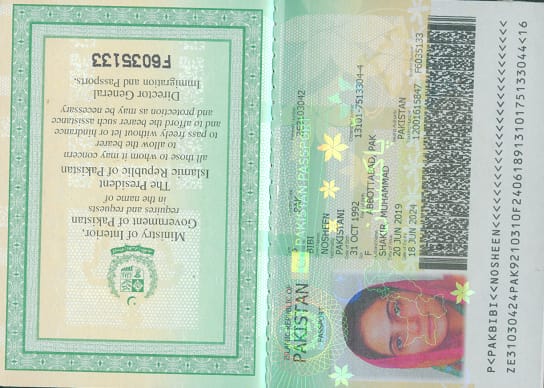 Ministry of Interior,
Government of Pakistan
requires and requests
in the name of
The President
Islamic Republic of Pakistan
all those to whom it may concern
to allow the bearer
to pass freely without let or hindrance
and to afford the bearer such assistance
and protection as may be necessary
Director General
Immigration and Passports.
F6035133
ISLAMIC REPUBLIC OF
PAKISTAN
PASSPORT
PAK
BIBI
NOSHEEN
PAKISTANI
31 OCT 1992
13101-7513304-4
F
ABBOTTABAD, PAK
SHAKIR, MUHAMMAD
20 JUN 2019
PAKISTAN
18 JUN 2024
12001615847
F6035133
P<PAKBIBI<<NOSHEEN<<<<<<<<<<<<<<<<<<<<<<<<<<
ZE31030424PAK9210310F24061891310175133044<16